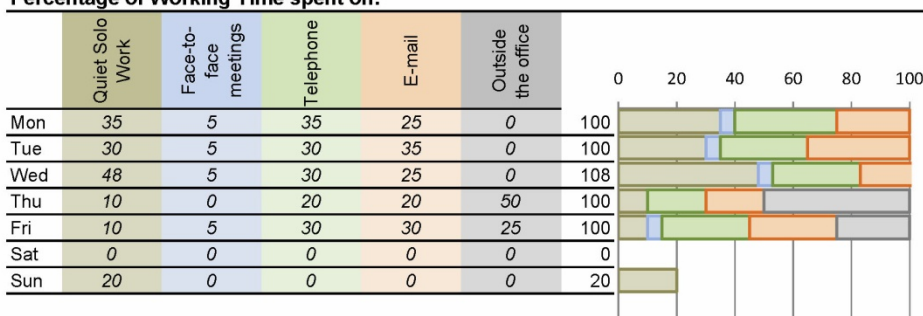 Percentage of Working Time spent on:
Quiet Solo Work
Face-to-face meetings
Telephone
E-mail
Outside the office
0 20 40 60 80 100
Mon 35 5 35 25 0 100
Tue 30 5 30 35 0 100
Wed 48 5 30 25 0 108
Thu 10 0 20 20 50 100
Fri 10 5 30 30 25 100
Sat 0 0 0 0 0 0
Sun 20 0 0 0 0 20